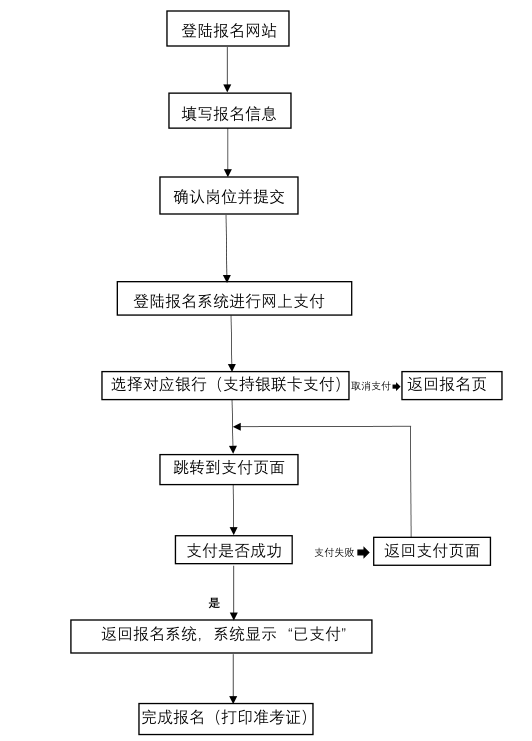 登陆报名网站
填写报名信息
确认岗位并提交
登陆报名系统进行网上支付
选择对应银行（支持银联卡支付）
取消支付
返回报名页
跳转到支付页面
支付是否成功
支付失败
返回支付页面
是
返回报名系统，系统显示“已支付”
完成报名（打印准考证）